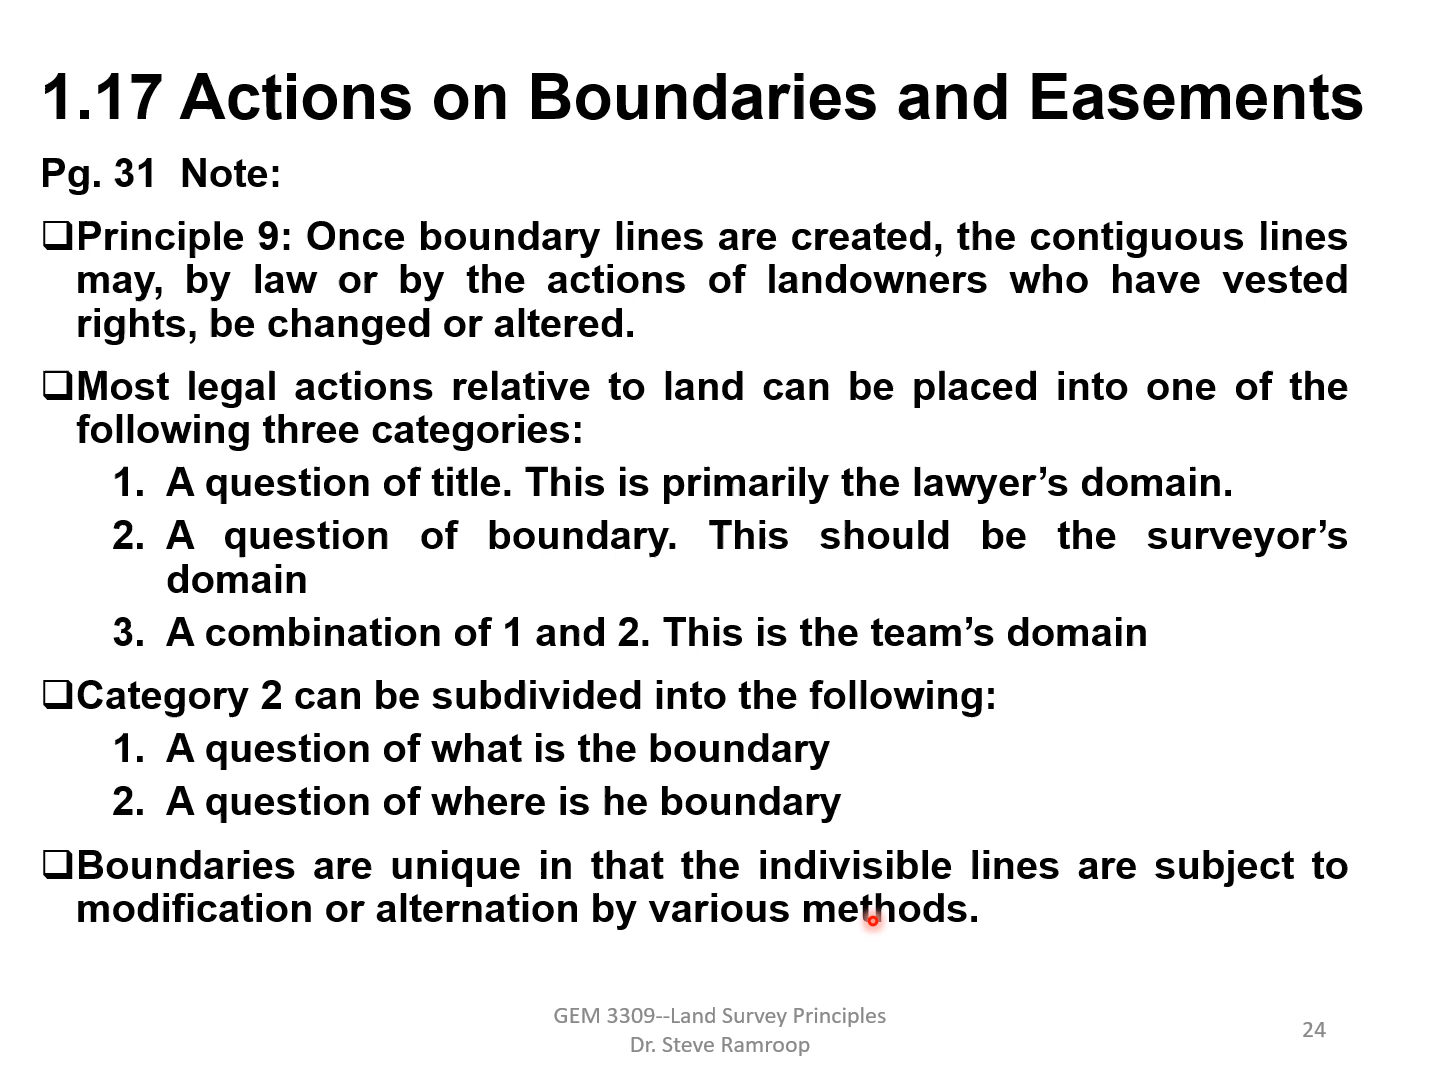 1.17 Actions on Boundaries and Easements
Pg. 31 Note:
❑Principle 9: Once boundary lines are created, the contiguous lines
may, by law or by the actions of landowners who have vested
rights, be changed or altered.
❑Most legal actions relative to land can be placed into one of the
following three categories:
1. A question of title. This is primarily the lawyer’s domain.
2. A question of boundary. This should be the surveyor’s
domain
3. A combination of 1 and 2. This is the team’s domain
❑Category 2 can be subdivided into the following:
1. A question of what is the boundary
2. A question of where is he boundary
❑Boundaries are unique in that the indivisible lines are subject to
modification or alternation by various methods.
GEM 3309--Land Survey Principles
Dr. Steve Ramroop
24